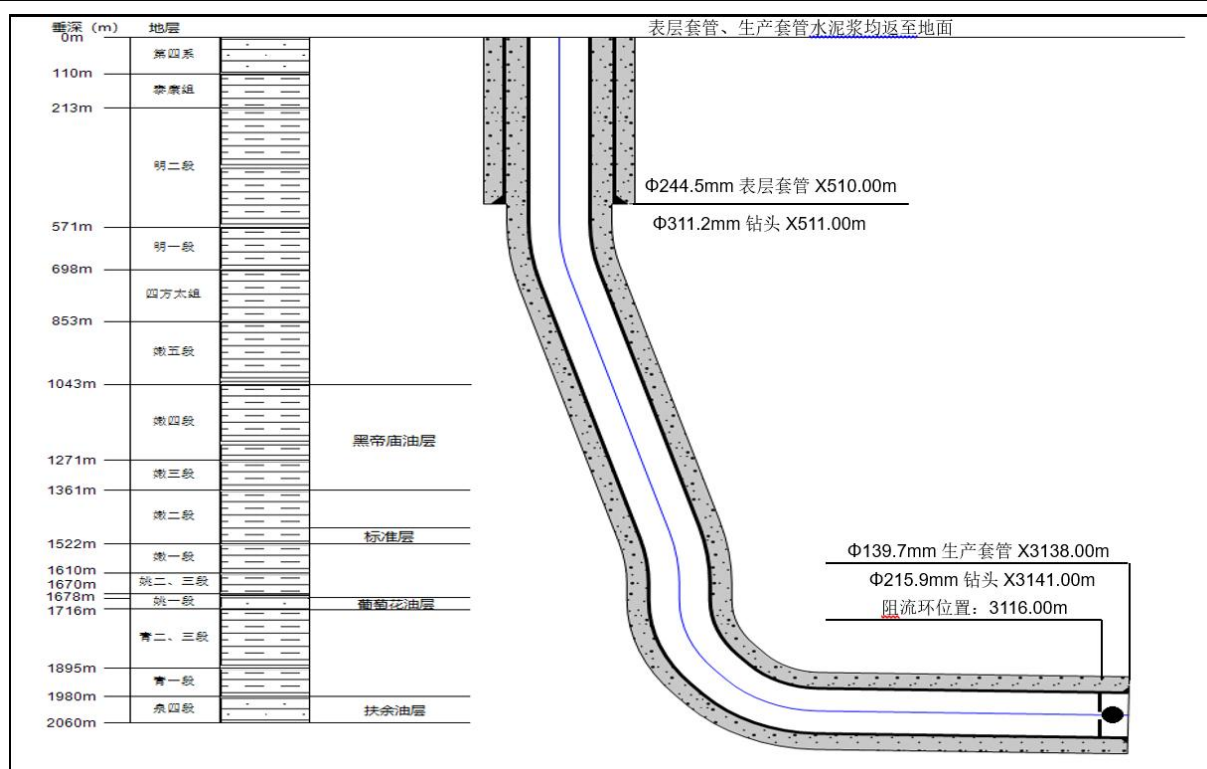 垂深（m） 地层
表层套管、生产套管水泥浆均返至地面
0m
第四系
110m
泰康组
213m
明二段
Φ244.5mm 表层套管 X510.00m
Φ311.2mm 钻头 X511.00m
571m
明一段
698m
四方太组
853m
嫩五段
1043m
嫩四段
黑帝庙油层
1271m
嫩三段
1361m
嫩二段
标准层
1522m
嫩一段
1610m
姚二、三段
1670m
1678m
姚一段
葡萄花油层
1716m
青二、三段
1895m
青一段
1980m
泉四段
扶余油层
2060m
Φ139.7mm 生产套管 X3138.00m
Φ215.9mm 钻头 X3141.00m
阻流环位置：3116.00m